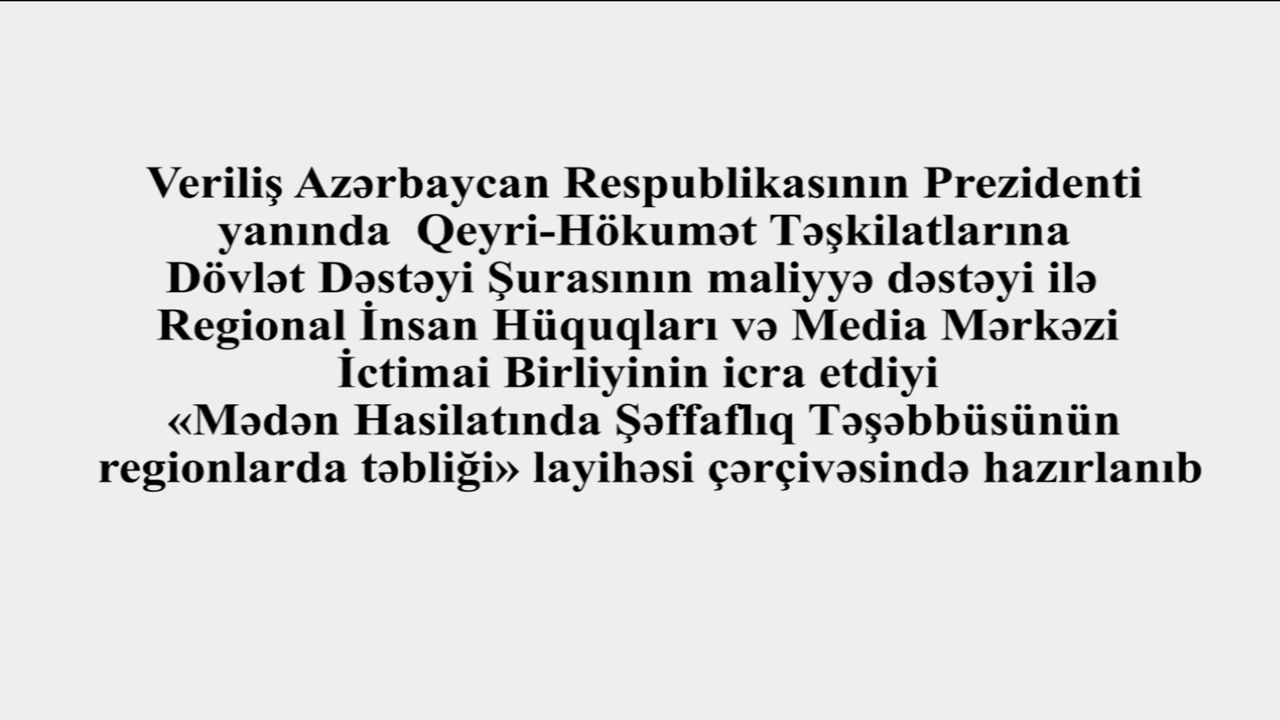 Veriliş Azərbaycan Respublikasının Prezidenti
yanında Qeyri-Hökumət Təşkilatlarına
Dövlət Dəstəyi Şurasının maliyyə dəstəyi ilə
Regional İnsan Hüquqları və Media Mərkəzi
İctimai Birliyinin icra etdiyi
«Mədən Hasilatında Şəffaflıq Təşəbbüsünün
regionlarda təbliği» layihəsi çərçivəsində hazırlanıb